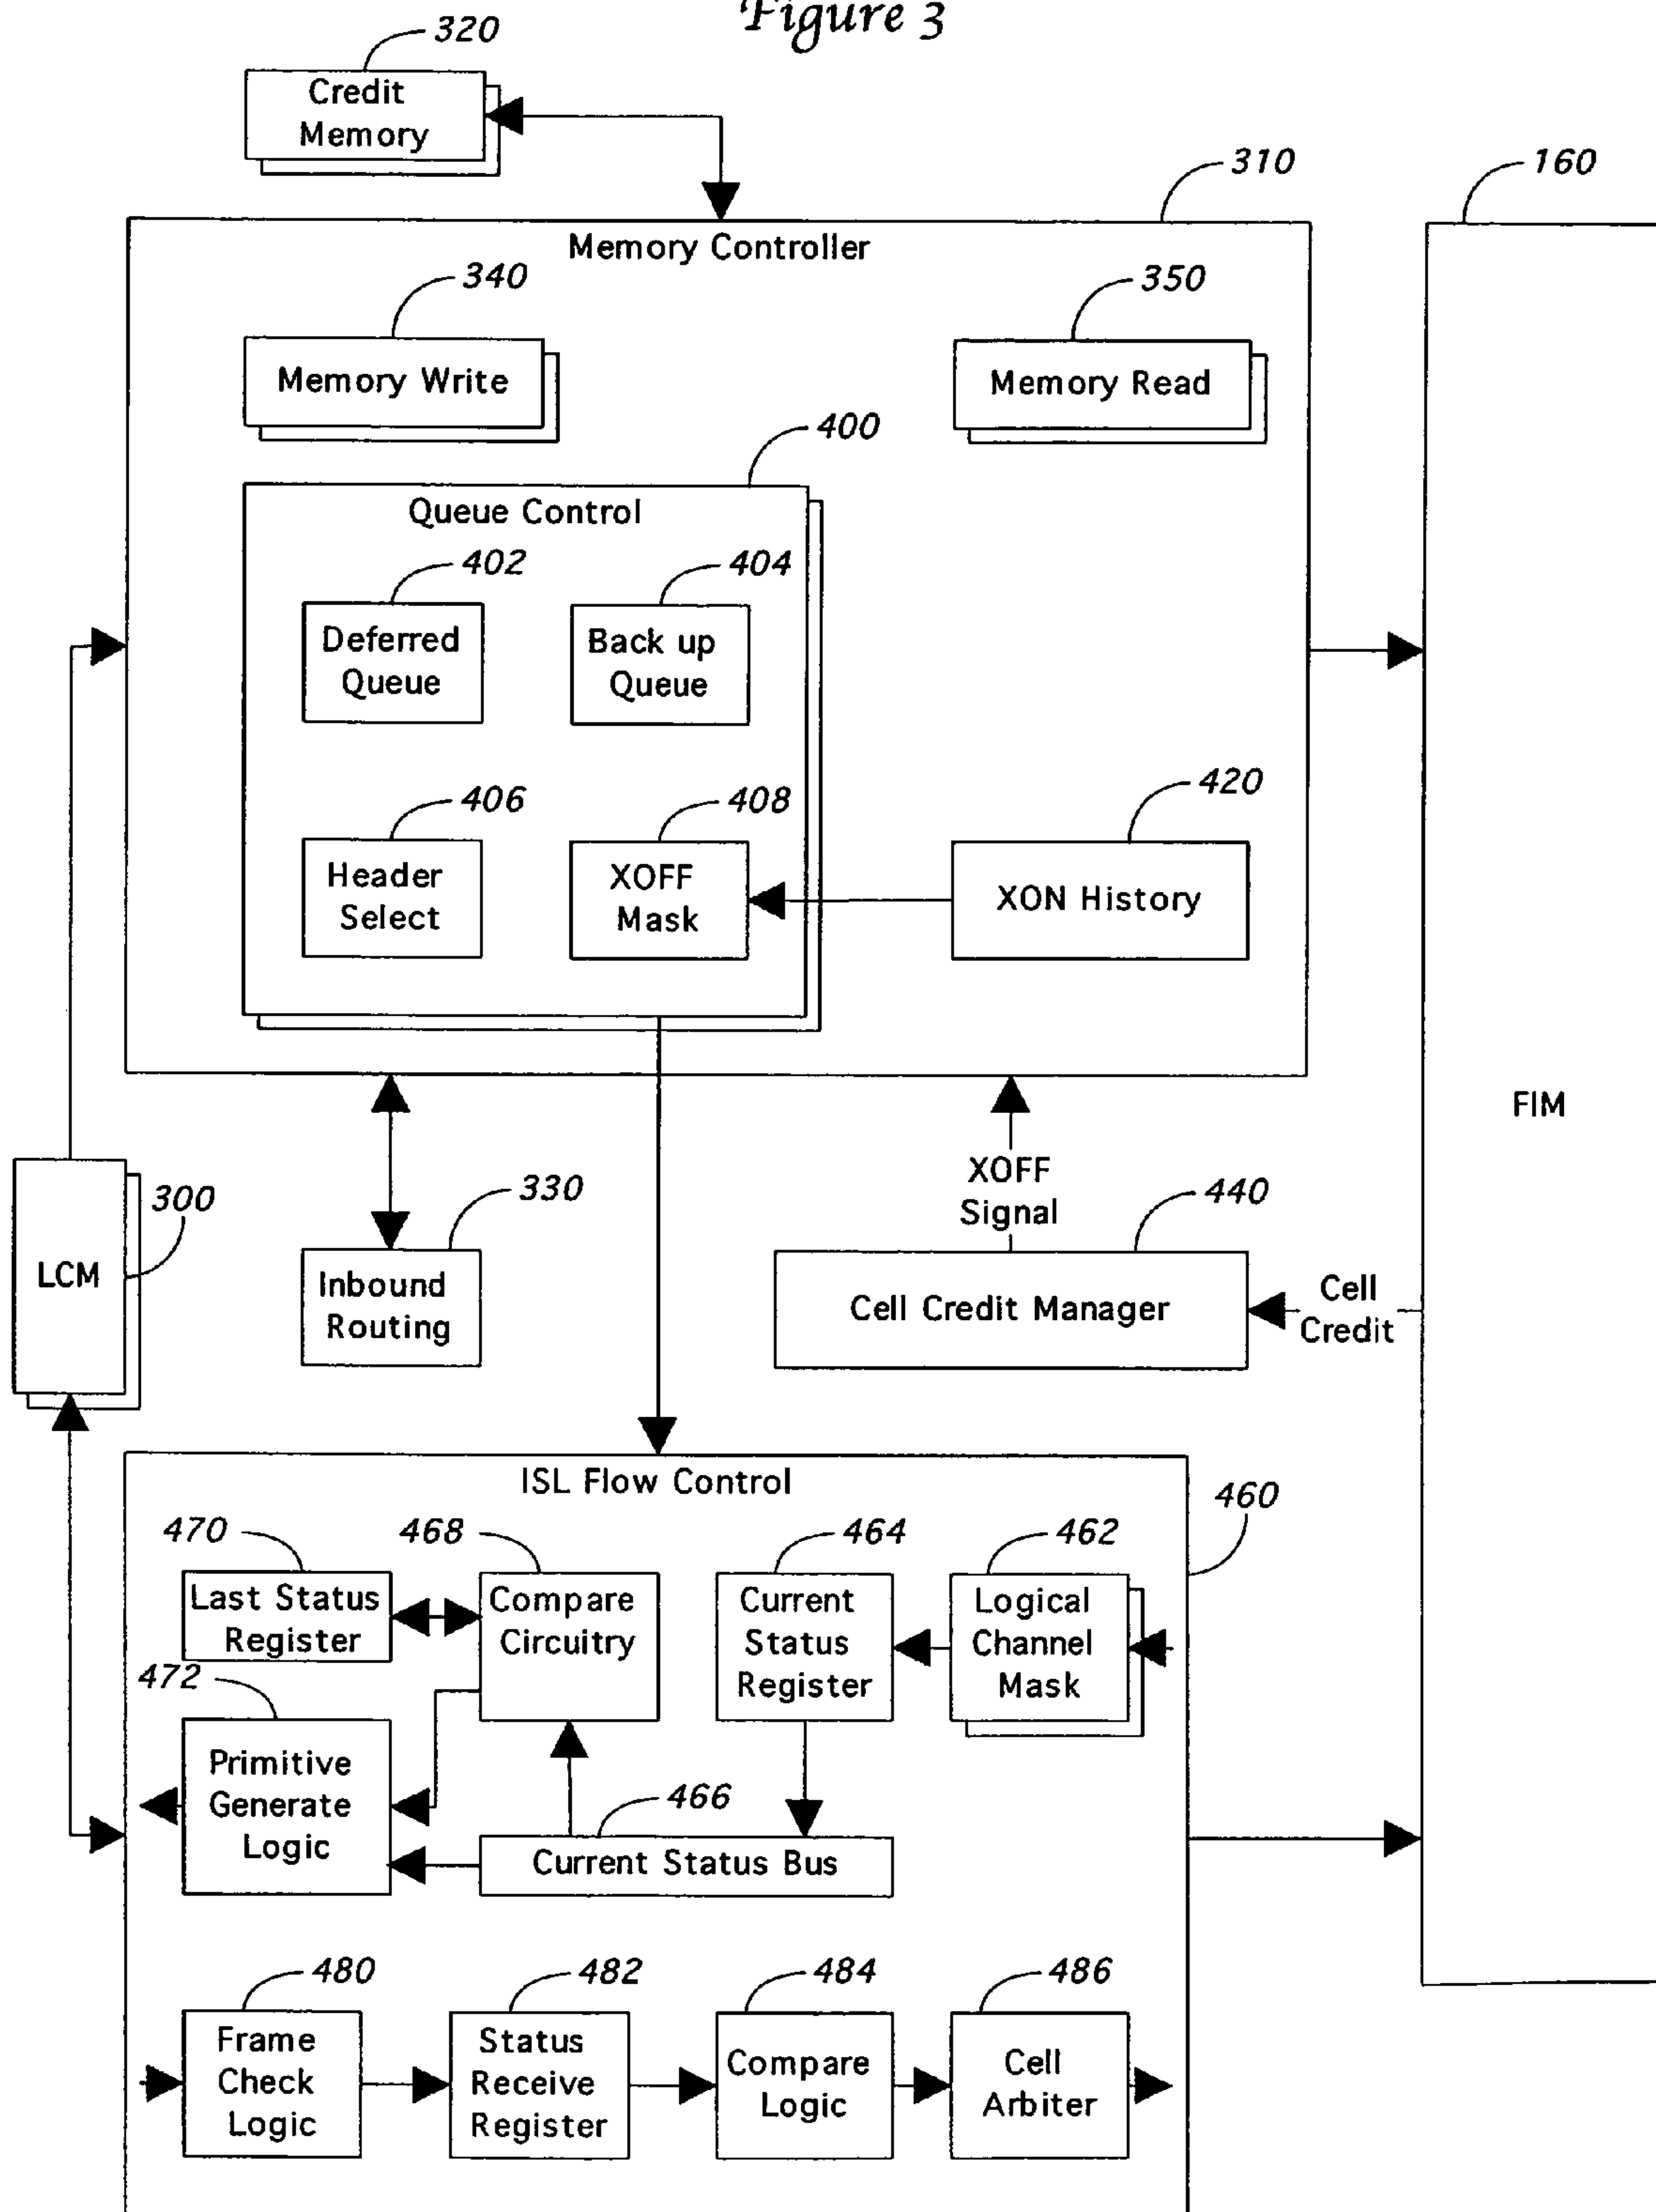 Figure 3
320
Credit
Memory
310
160
Memory Controller
340
350
Memory Write
Memory Read
400
Queue Control
402
404
Deferred
Queue
Back up
Queue
406
408
420
Header
Select
XOFF
Mask
XON History
FIM
XOFF
Signal
300
330
440
LCM
Inbound
Routing
Cell Credit Manager
Cell
Credit
ISL Flow Control
460
470
468
464
462
Last Status
Register
Compare
Circuitry
Current
Status
Register
Logical
Channel
Mask
472
Primitive
Generate
Logic
466
Current Status Bus
480
482
484
486
Frame
Check
Logic
Status
Receive
Register
Compare
Logic
Cell
Arbiter